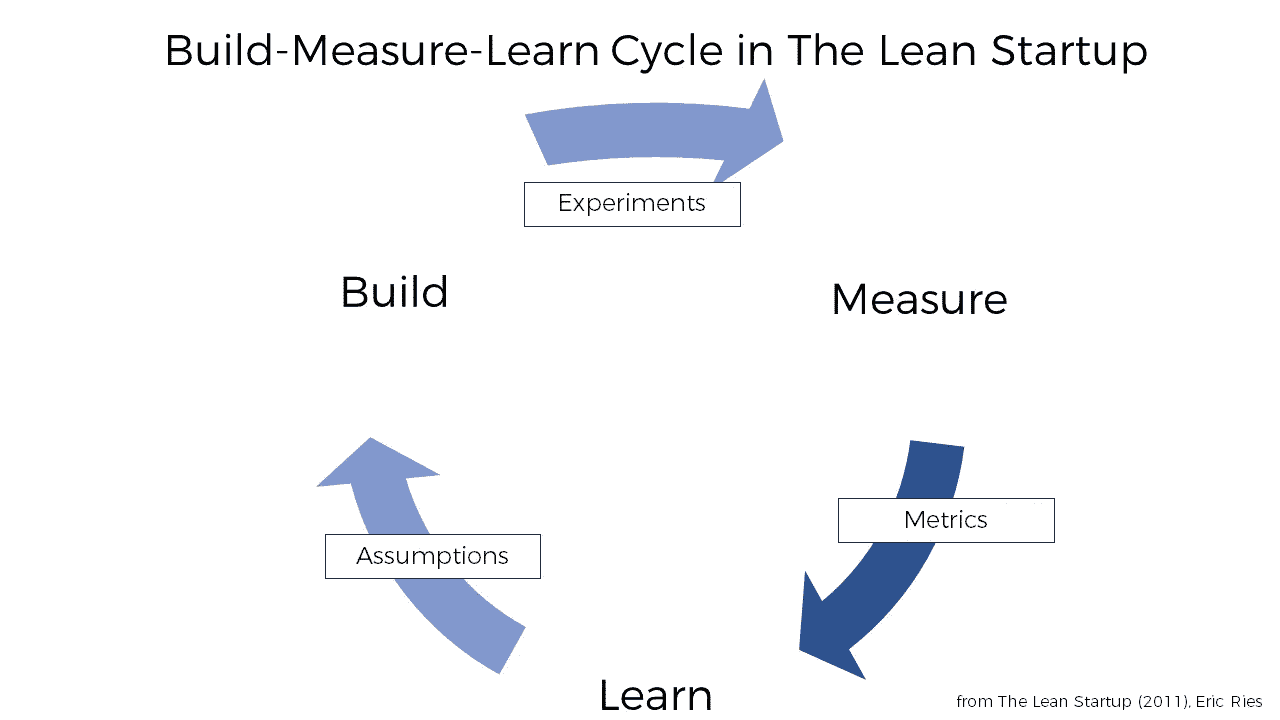 Build-Measure-Learn Cycle in The Lean Startup
Experiments
Build
Measure
Metrics
Assumptions
Learn
from The Lean Startup (2011), Eric Ries